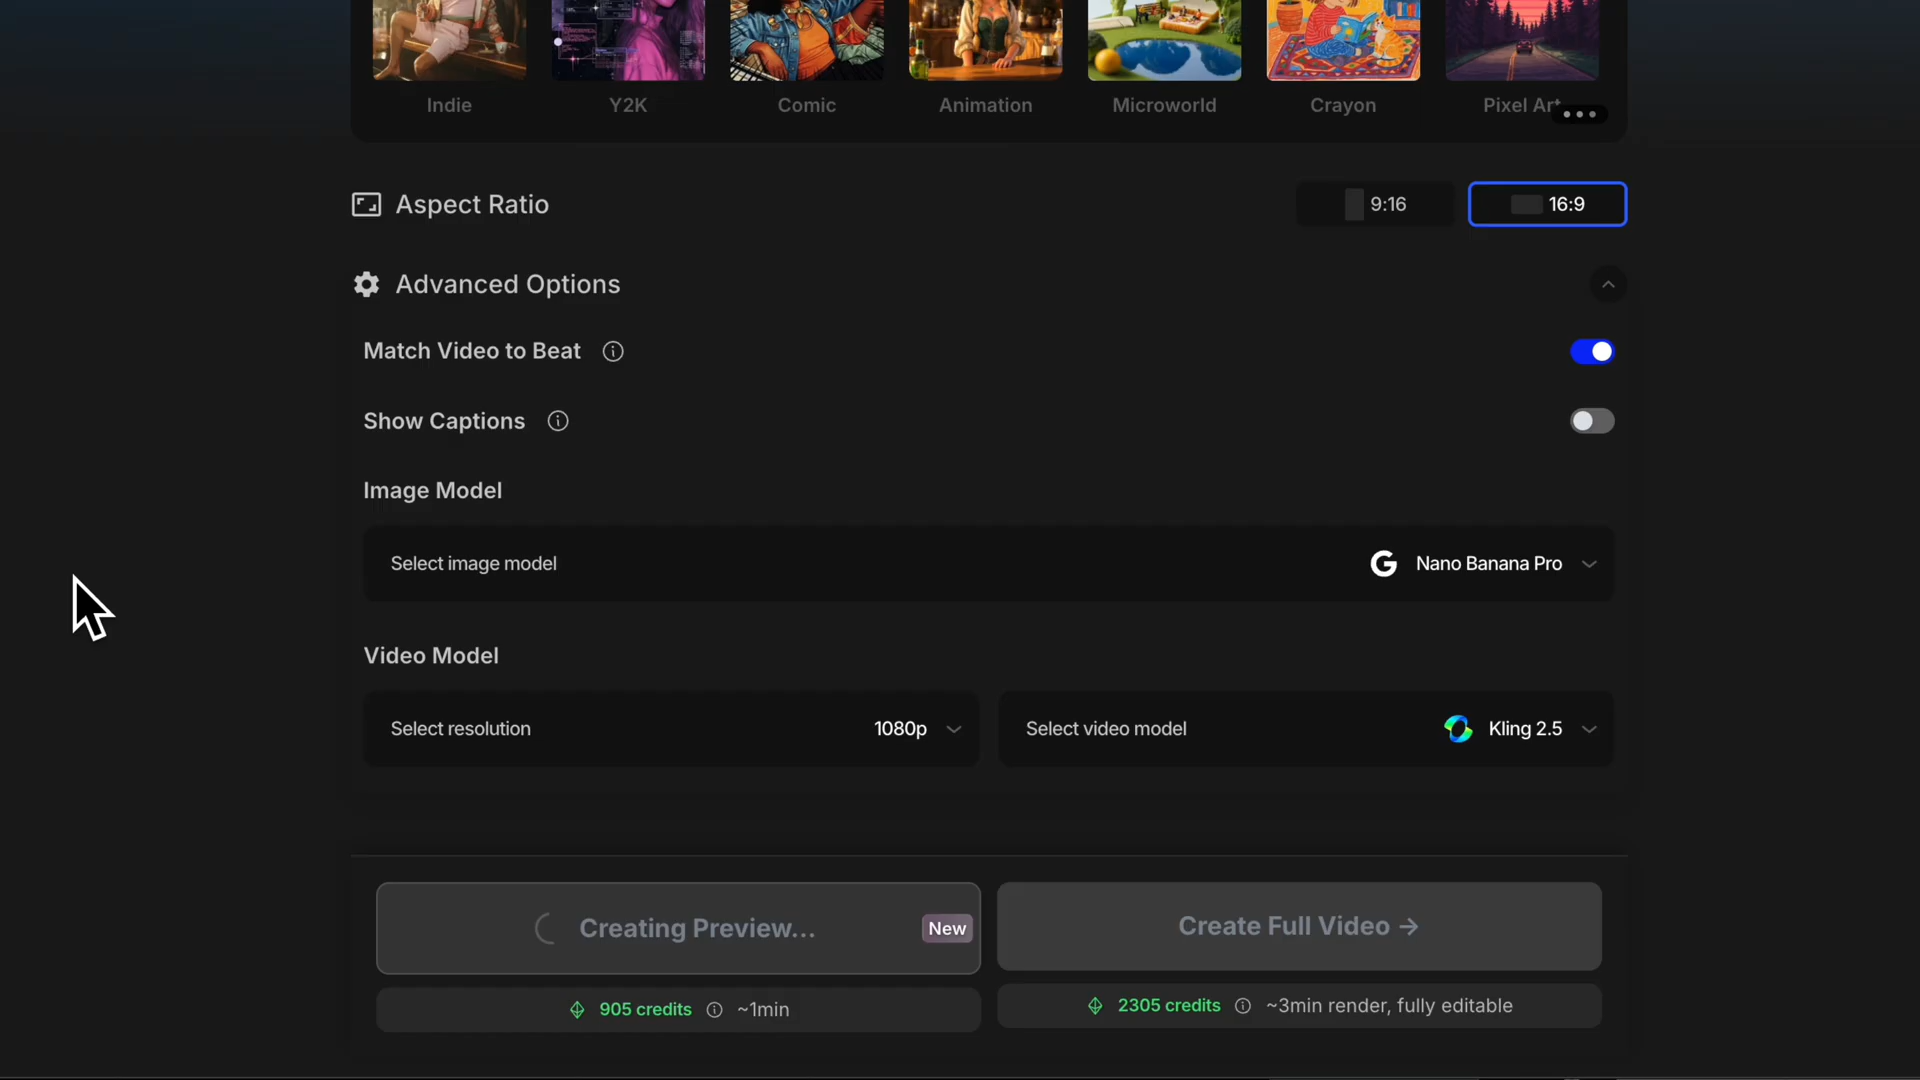 Indie
Y2K
Comic
Animation
Microworld
Crayon
Pixel Art
Aspect Ratio
9:16
16:9
Advanced Options
Match Video to Beat
Show Captions
Image Model
Select image model
Nano Banana Pro
Video Model
Select resolution
1080p
Select video model
Kling 2.5
Creating Preview...
New
Create Full Video →
905 credits
~1min
2305 credits
~3min render, fully editable